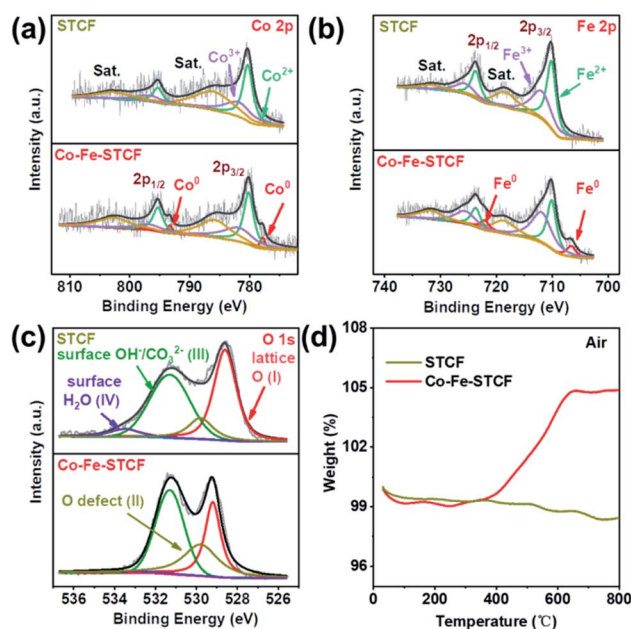 (a)
STCF
Co 2p
Sat.
Sat.
Co3+
Co2+
Co-Fe-STCF
2p1/2
Co0
2p3/2
Co0
Intensity (a.u.)
810 800 790 780 772
Binding Energy (eV)
(b)
STCF
Fe 2p
2p3/2
2p1/2
Sat.
Sat.
Fe3+
Fe2+
Co-Fe-STCF
Fe0
Fe0
Intensity (a.u.)
740 730 720 710 700
Binding Energy (eV)
(c)
STCF
O 1s
surface OH-/CO32- (III)
lattice
O (I)
surface
H2O (IV)
Co-Fe-STCF
O defect (II)
Intensity (a.u.)
536 534 532 530 528 526
Binding Energy (eV)
(d)
108
Air
STCF
Co-Fe-STCF
105
102
99
96
Weight (%)
0 200 400 600 800
Temperature (℃)